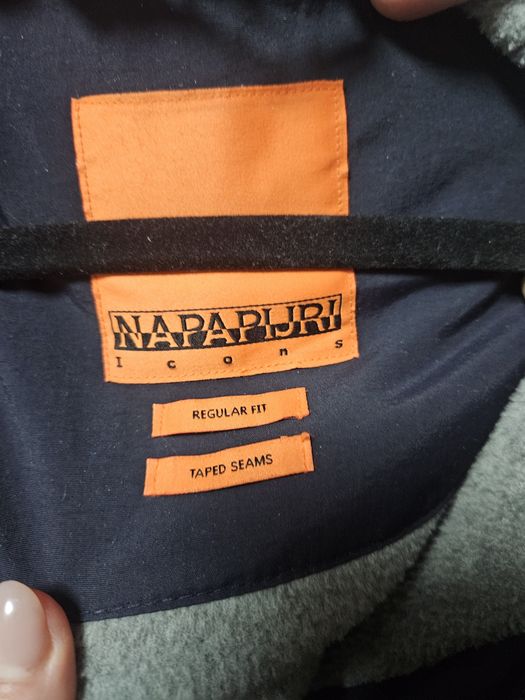 NAPAPIJRI
Icons
REGULAR FIT
TAPED SEAMS